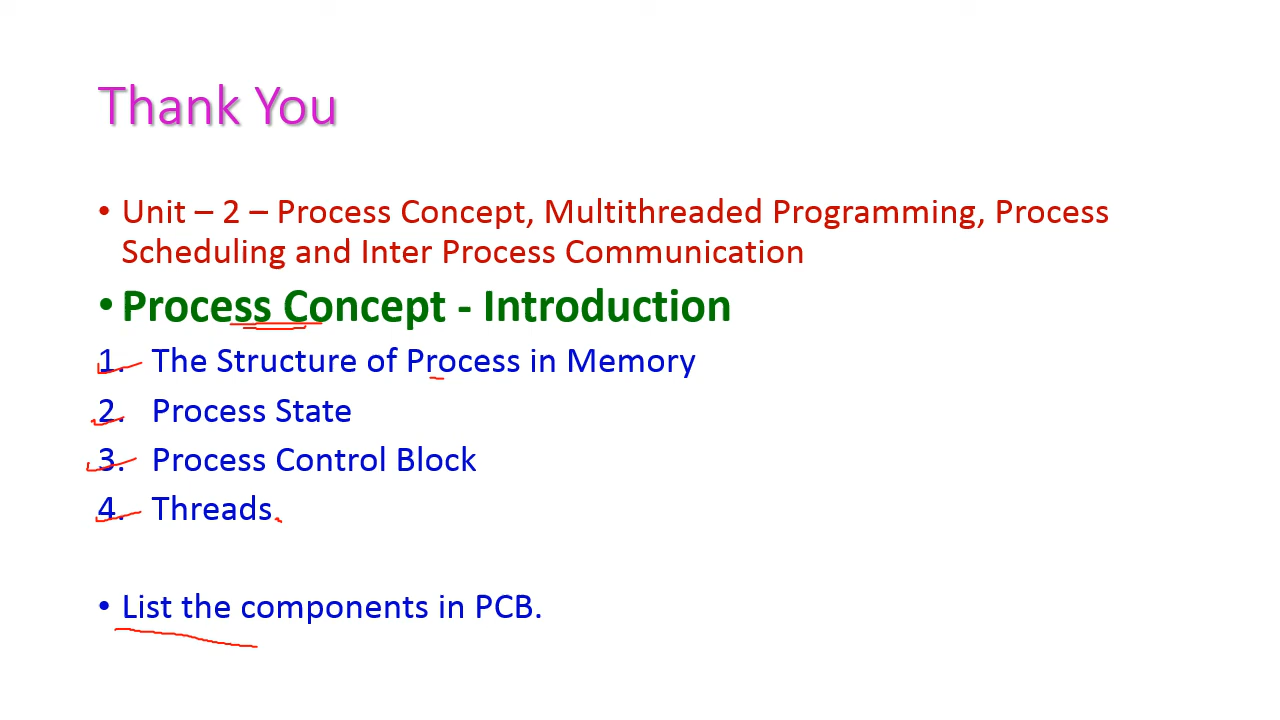 Thank You
• Unit – 2 – Process Concept, Multithreaded Programming, Process
Scheduling and Inter Process Communication
• Process Concept - Introduction
1. The Structure of Process in Memory
2. Process State
3. Process Control Block
4. Threads
• List the components in PCB.